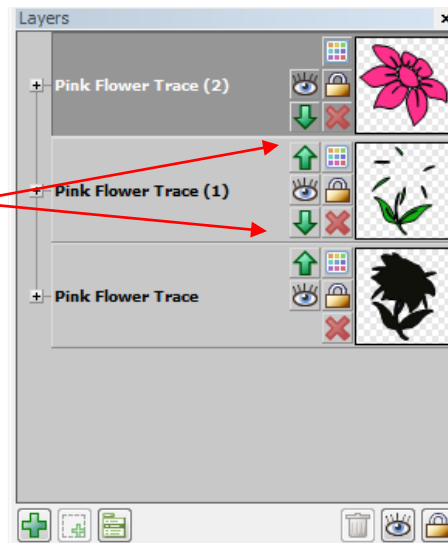 Layers
Pink Flower Trace (2)
Pink Flower Trace (1)
Pink Flower Trace